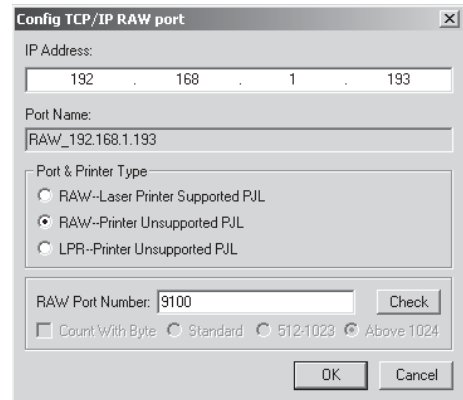 Config TCP/IP RAW port
IP Address:
192 . 168 . 1 . 193
Port Name:
RAW_192.168.1.193
Port & Printer Type
RAW--Laser Printer Supported PJL
RAW--Printer Unsupported PJL
LPR--Printer Unsupported PJL
RAW Port Number: 9100 Check
Count With Byte Standard 512-1023 Above 1024
OK Cancel